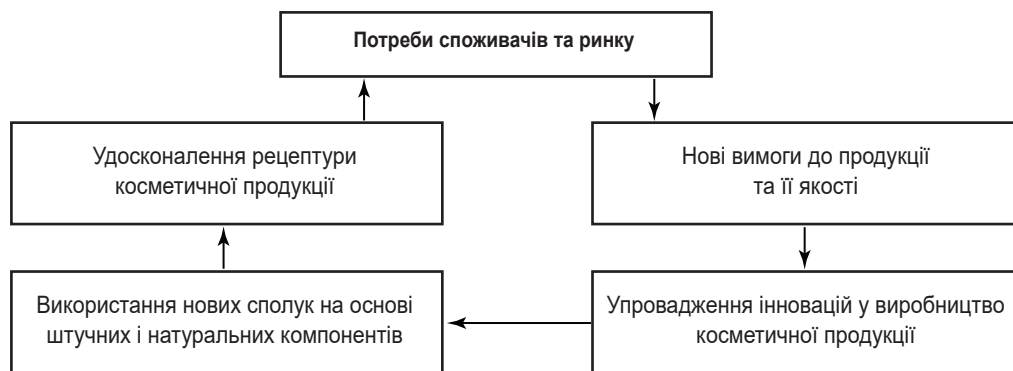 Потреби споживачів та ринку
Удосконалення рецептури
косметичної продукції
Нові вимоги до продукції
та її якості
Використання нових сполук на основі
штучних і натуральних компонентів
Упровадження інновацій у виробництво
косметичної продукції